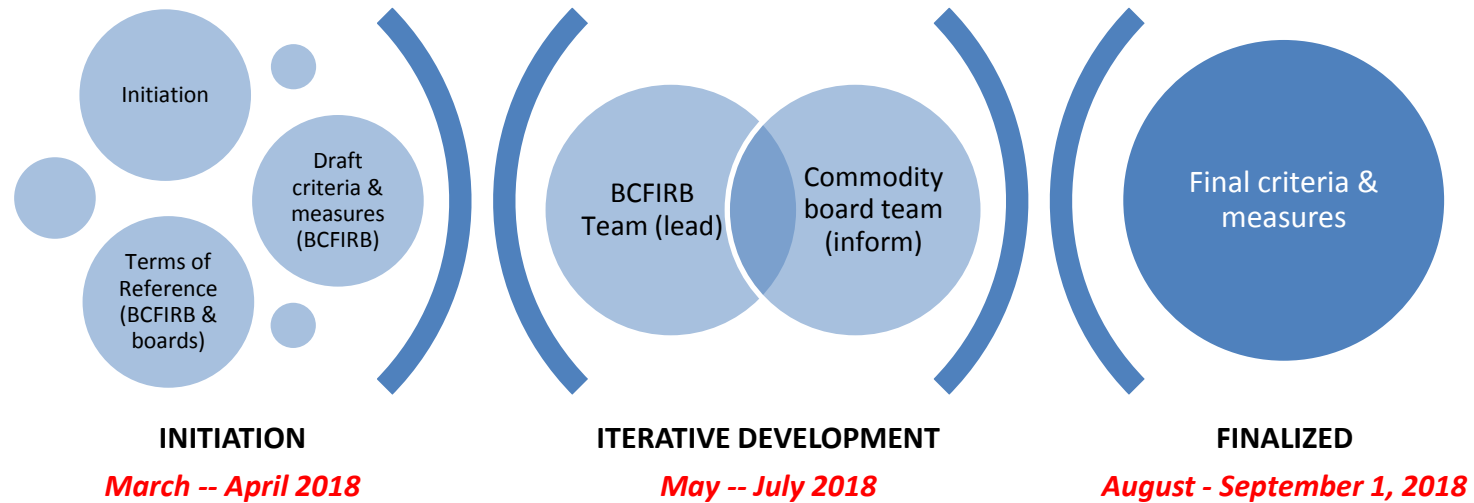 Initiation
Draft
criteria &
measures
(BCFIRB)
Terms of
Reference
(BCFIRB &
boards)
BCFIRB
Team (lead)
Commodity
board team
(inform)
Final criteria &
measures
INITIATION
March -- April 2018
ITERATIVE DEVELOPMENT
May -- July 2018
FINALIZED
August - September 1, 2018